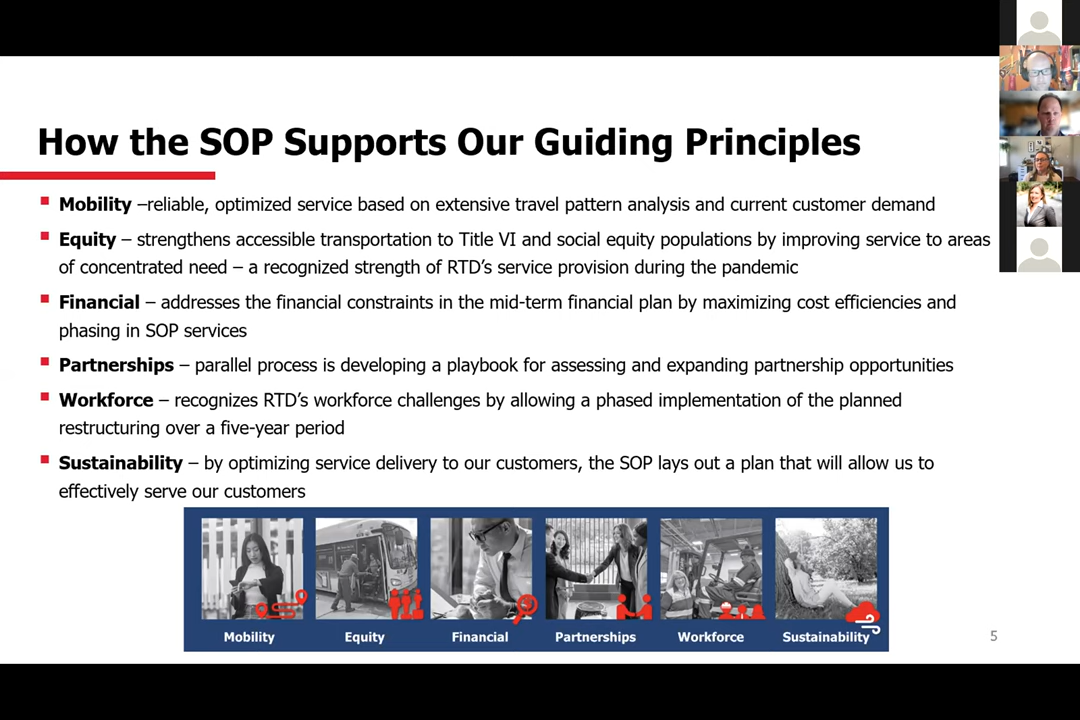 How the SOP Supports Our Guiding Principles
Mobility –reliable, optimized service based on extensive travel pattern analysis and current customer demand
Equity – strengthens accessible transportation to Title VI and social equity populations by improving service to areas
of concentrated need – a recognized strength of RTD’s service provision during the pandemic
Financial – addresses the financial constraints in the mid-term financial plan by maximizing cost efficiencies and
phasing in SOP services
Partnerships – parallel process is developing a playbook for assessing and expanding partnership opportunities
Workforce – recognizes RTD’s workforce challenges by allowing a phased implementation of the planned
restructuring over a five-year period
Sustainability – by optimizing service delivery to our customers, the SOP lays out a plan that will allow us to
effectively serve our customers
Mobility
Equity
Financial
Partnerships
Workforce
Sustainability
5